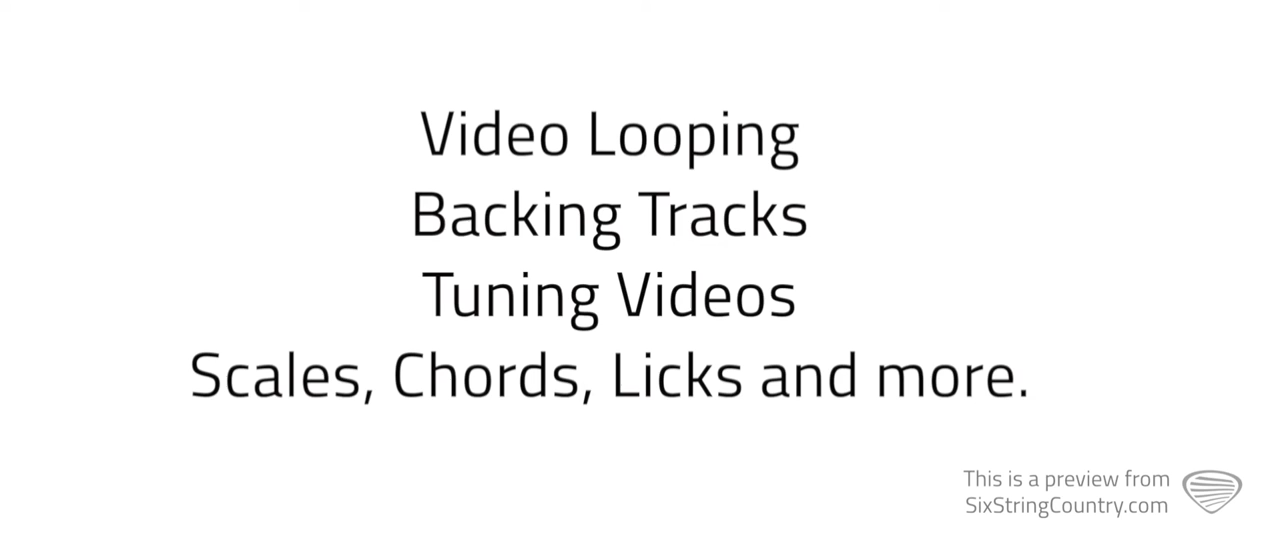 Video Looping
Backing Tracks
Tuning Videos
Scales, Chords, Licks and more.
This is a preview from
SixStringCountry.com